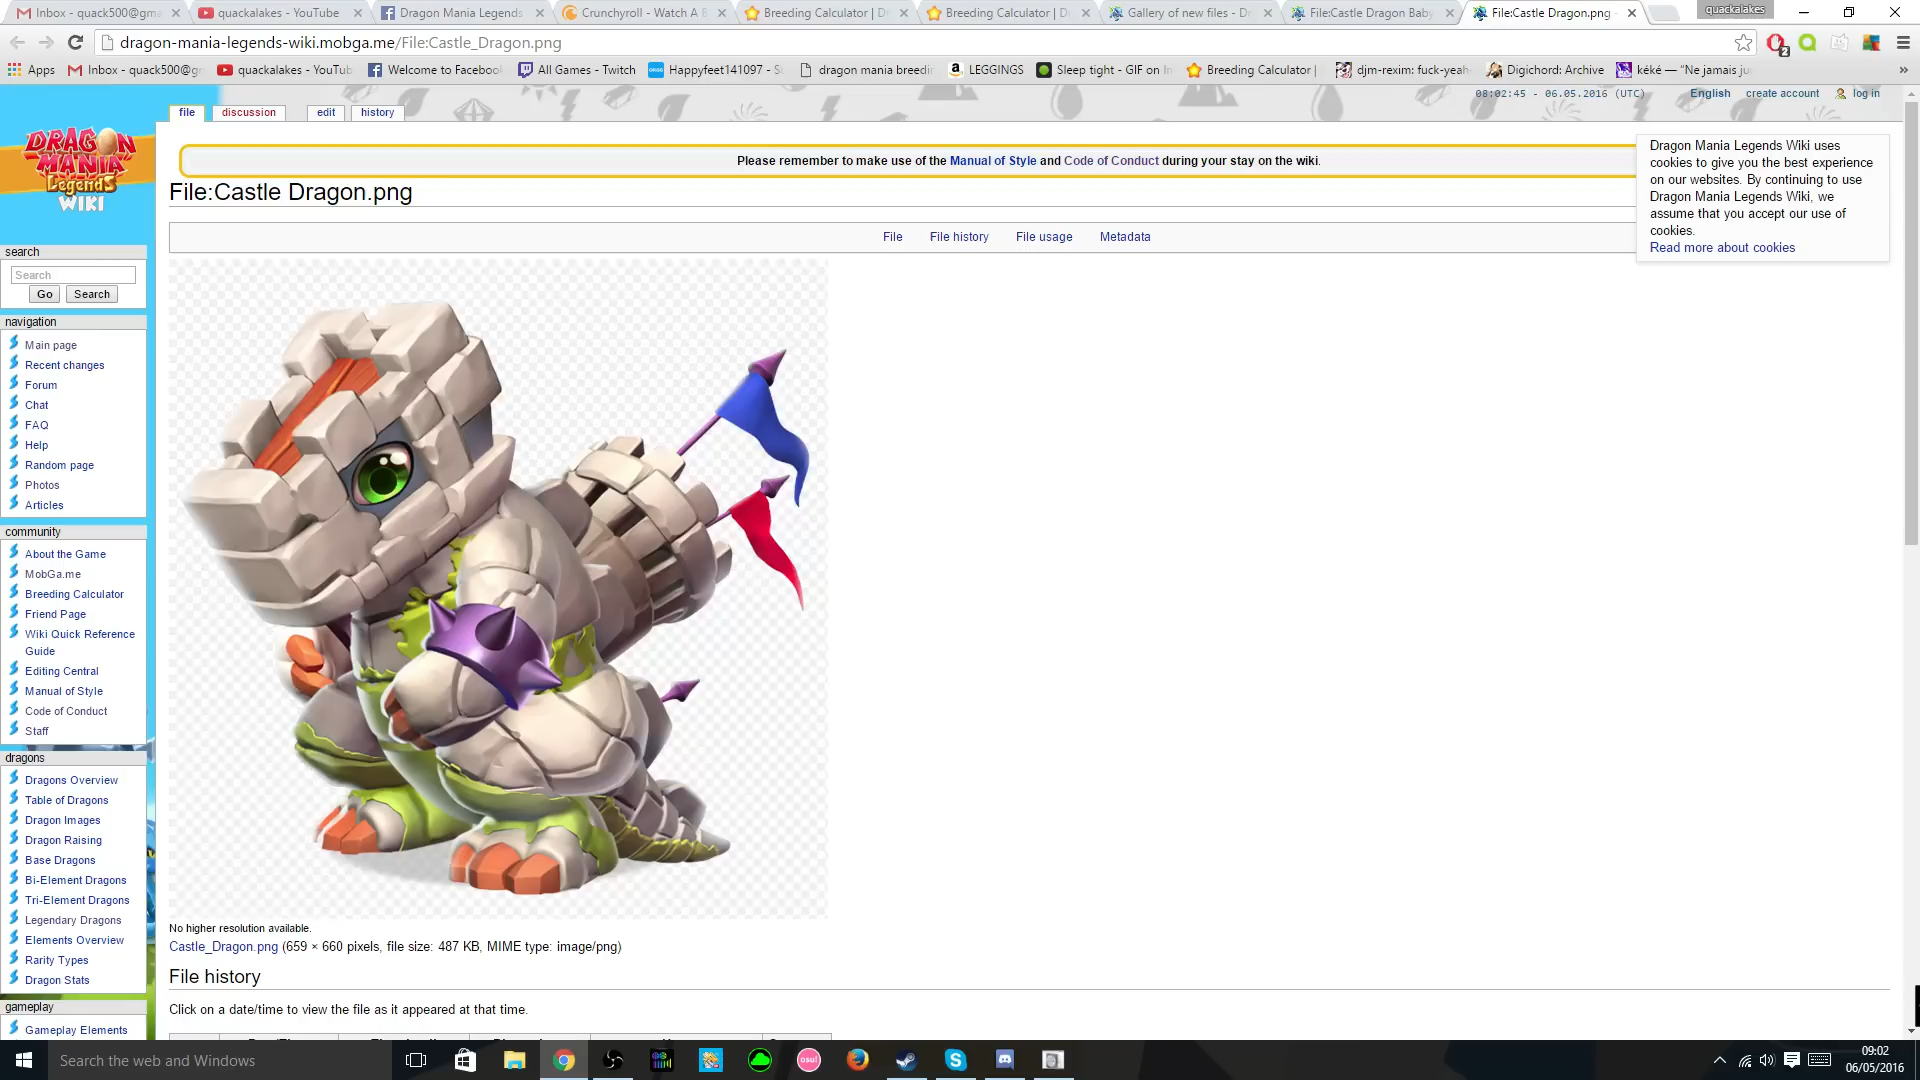 Inbox - quack500@gma
quackalakes - YouTube
Dragon Mania Legends
Crunchyroll - Watch A B
Breeding Calculator | Dr
Breeding Calculator | Dr
Gallery of new files - Dr
File:Castle Dragon Baby
File:Castle Dragon.png -
quackalakes
dragon-mania-legends-wiki.mobga.me/File:Castle_Dragon.png
2
Apps
Inbox - quack500@gm
quackalakes - YouTub
Welcome to Facebook
All Games - Twitch
Happyfeet141097 - S
dragon mania breedin
LEGGINGS
Sleep tight - GIF on Im
Breeding Calculator |
djm-rexim: fuck-yeah
Digichord: Archive
kéké — “Ne jamais ju
»
08:02:45 - 06.05.2016 (UTC)
English
create account
log in
file
discussion
edit
history
DRAGON
MANIA
Legends
WIKI
Please remember to make use of the Manual of Style and Code of Conduct during your stay on the wiki.
Dragon Mania Legends Wiki uses
cookies to give you the best experience
on our websites. By continuing to use
Dragon Mania Legends Wiki, we
assume that you accept our use of
cookies.
Read more about cookies
File:Castle Dragon.png
File
File history
File usage
Metadata
search
Search
Go
Search
navigation
Main page
Recent changes
Forum
Chat
FAQ
Help
Random page
Photos
Articles
community
About the Game
MobGa.me
Breeding Calculator
Friend Page
Wiki Quick Reference
Guide
Editing Central
Manual of Style
Code of Conduct
Staff
dragons
Dragons Overview
Table of Dragons
Dragon Images
Dragon Raising
Base Dragons
Bi-Element Dragons
Tri-Element Dragons
Legendary Dragons
Elements Overview
Rarity Types
Dragon Stats
gameplay
Gameplay Elements
No higher resolution available.
Castle_Dragon.png (659 × 660 pixels, file size: 487 KB, MIME type: image/png)
File history
Click on a date/time to view the file as it appeared at that time.
Search the web and Windows
osu!
09:02
06/05/2016